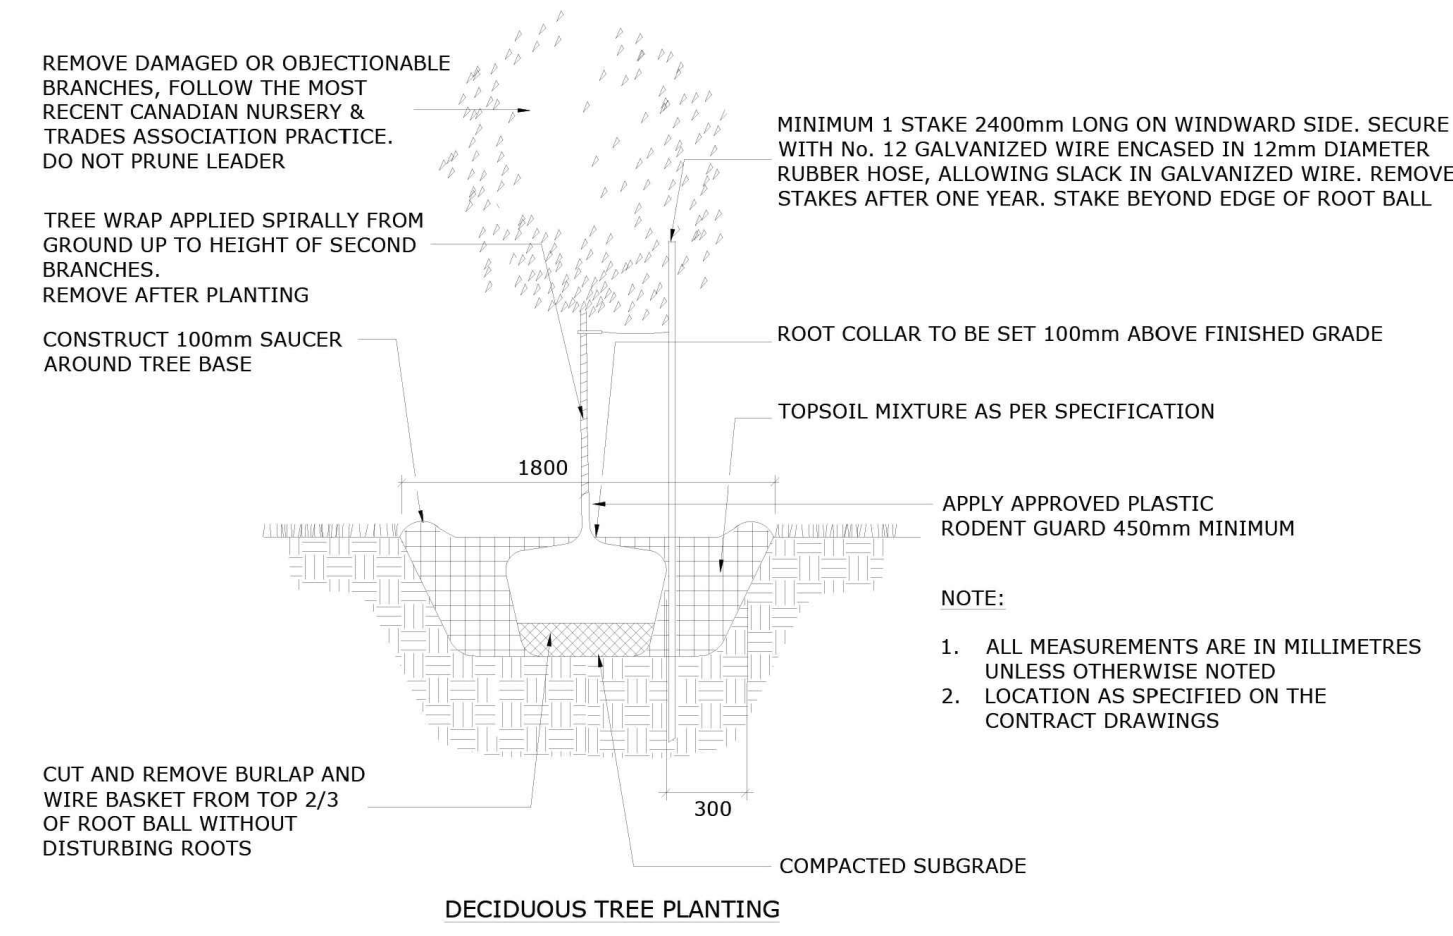 REMOVE DAMAGED OR OBJECTIONABLE
BRANCHES, FOLLOW THE MOST
RECENT CANADIAN NURSERY &
TRADES ASSOCIATION PRACTICE.
DO NOT PRUNE LEADER
TREE WRAP APPLIED SPIRALLY FROM
GROUND UP TO HEIGHT OF SECOND
BRANCHES.
REMOVE AFTER PLANTING
CONSTRUCT 100mm SAUCER
AROUND TREE BASE
MINIMUM 1 STAKE 2400mm LONG ON WINDWARD SIDE. SECURE
WITH No. 12 GALVANIZED WIRE ENCASED IN 12mm DIAMETER
RUBBER HOSE, ALLOWING SLACK IN GALVANIZED WIRE. REMOVE
STAKES AFTER ONE YEAR. STAKE BEYOND EDGE OF ROOT BALL
ROOT COLLAR TO BE SET 100mm ABOVE FINISHED GRADE
TOPSOIL MIXTURE AS PER SPECIFICATION
1800
APPLY APPROVED PLASTIC
RODENT GUARD 450mm MINIMUM
NOTE:
1. ALL MEASUREMENTS ARE IN MILLIMETRES
UNLESS OTHERWISE NOTED
2. LOCATION AS SPECIFIED ON THE
CONTRACT DRAWINGS
CUT AND REMOVE BURLAP AND
WIRE BASKET FROM TOP 2/3
OF ROOT BALL WITHOUT
DISTURBING ROOTS
300
COMPACTED SUBGRADE
DECIDUOUS TREE PLANTING